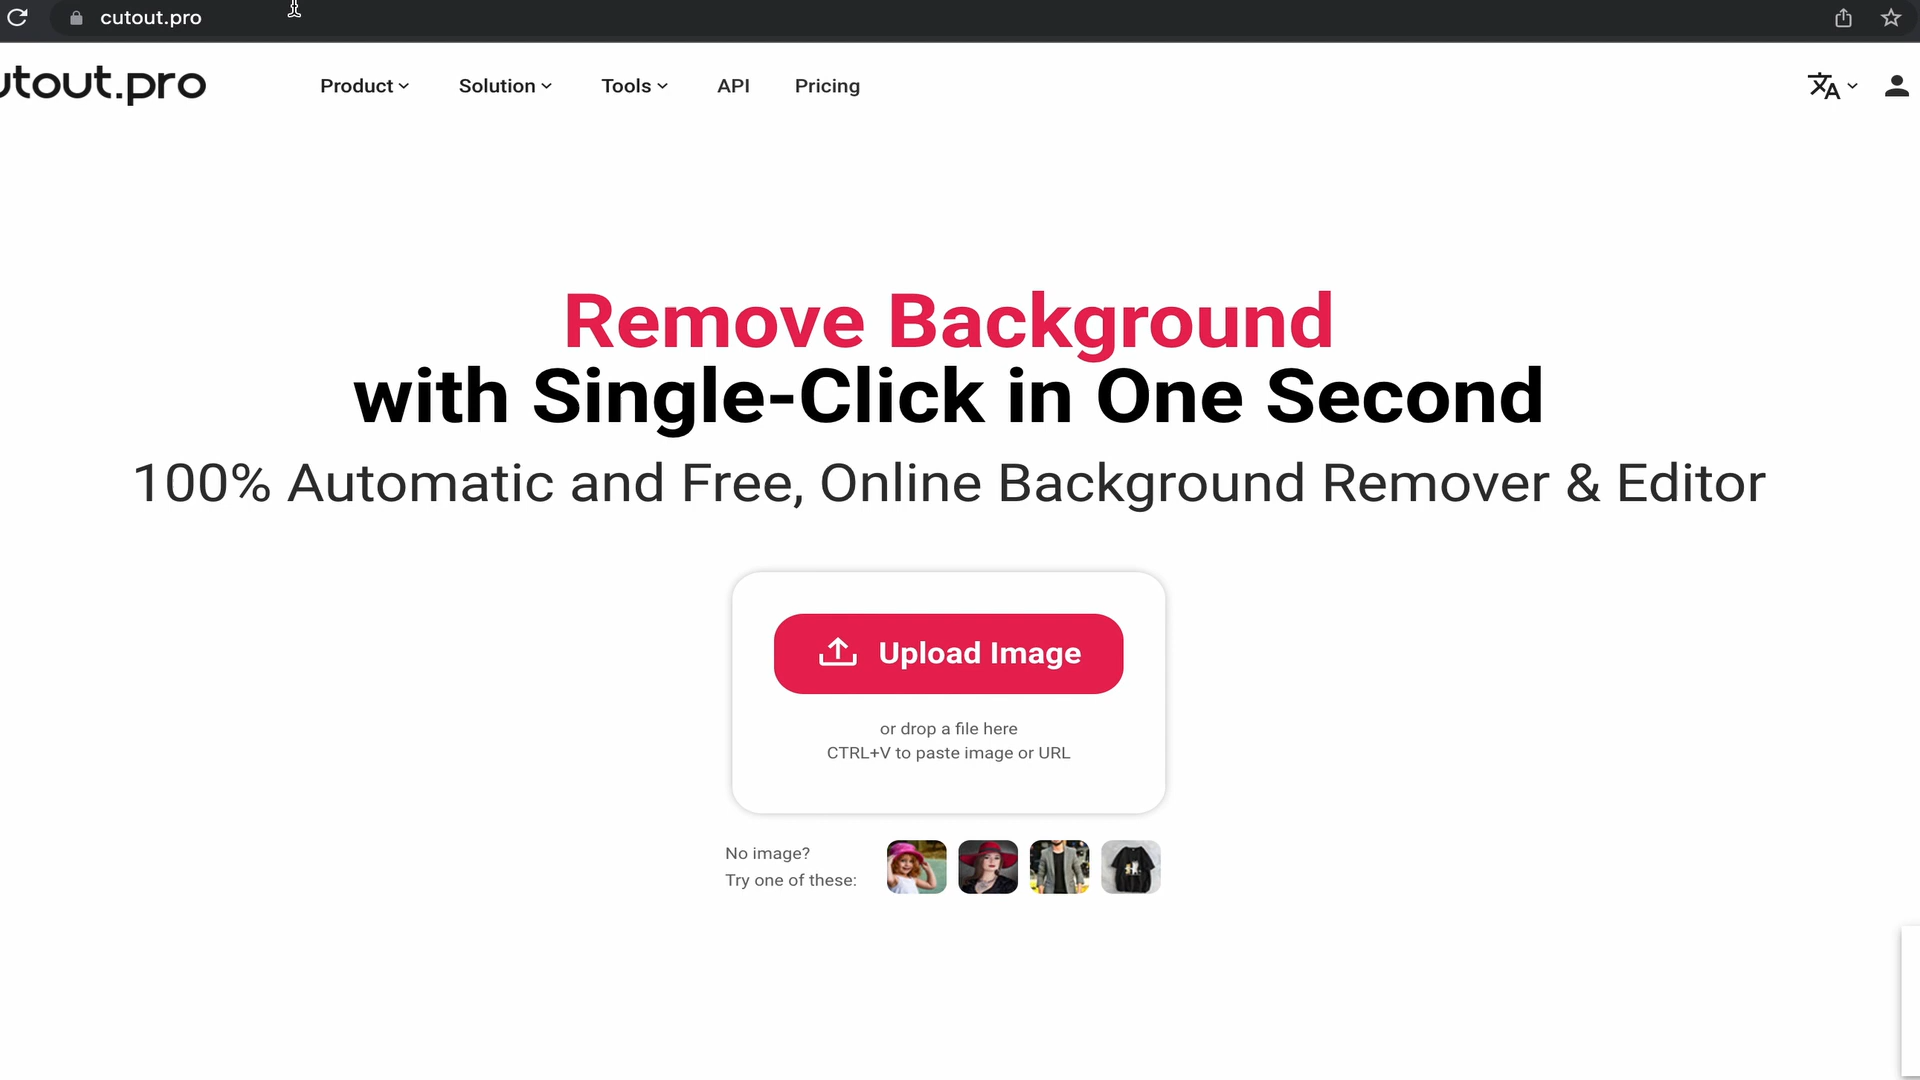 cutout.pro
utout.pro
Product
Solution
Tools
API
Pricing
Remove Background
with Single-Click in One Second
100% Automatic and Free, Online Background Remover & Editor
Upload Image
or drop a file here
CTRL+V to paste image or URL
No image?
Try one of these: